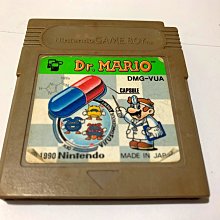 Nintendo GAME BOY
Dr. MARIO
DMG-VUA
CAPSULE
1990 Nintendo
MADE IN JAPAN